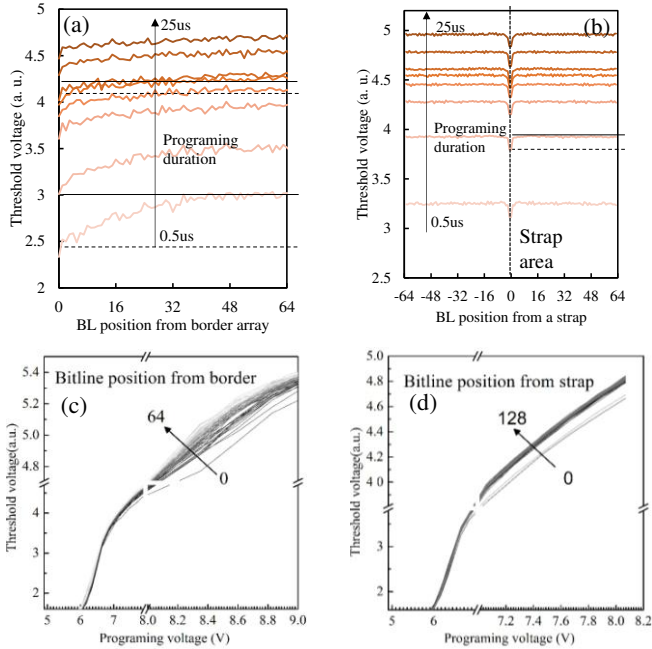 (a)
25us
5
4.5
4
3.5
3
2.5
2
Threshold voltage (a. u.)
Programing
duration
0.5us
0 16 32 48 64
BL position from border array
(b)
25us
5.5
5
4.5
4
3.5
3
2.5
Threshold voltage (a. u.)
Programing
duration
0.5us
Strap
area
-64 -48 -32 -16 0 16 32 48 64
BL position from a strap
Bitline position from border
(c)
64
0
5.4
5.2
5.0
4.8
4
3
2
Threshold voltage(a.u.)
5 6 7 8.0 8.2 8.4 8.6 8.8 9.0
Programing voltage (V)
Bitline position from strap
(d)
128
0
5.0
4.8
4.6
4.4
4.2
4.0
3
2
Threshold voltage(a.u.)
5 6 7.2 7.4 7.6 7.8 8.0 8.2
Programing voltage (V)